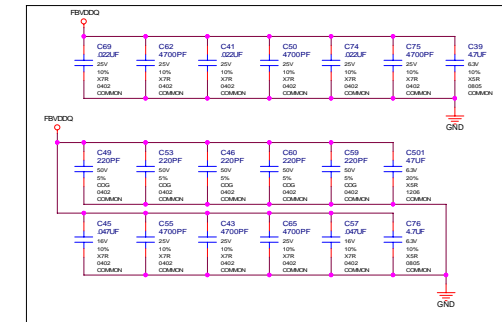 FBVDDQ
C69 C62 C41 C50 C74 C75 C39
.022UF 4700PF .022UF 4700PF .022UF 4700PF 4.7UF
25V 25V 25V 25V 25V 25V 6.3V
10% 10% 10% 10% 10% 10% 10%
X7R X7R X7R X7R X7R X7R X5R
0402 0402 0402 0402 0402 0402 0805
COMMON COMMON COMMON COMMON COMMON COMMON COMMON
GND
FBVDDQ
C49 C53 C46 C60 C59 C501
220PF 220PF 220PF 220PF 220PF 47UF
50V 50V 50V 50V 50V 6.3V
5% 5% 5% 5% 5% 20%
COG COG COG COG COG X5R
0402 0402 0402 0402 0402 1206
COMMON COMMON COMMON COMMON COMMON COMMON
C45 C55 C43 C65 C57 C76
.047UF 4700PF 4700PF 4700PF .047UF 4.7UF
16V 25V 25V 25V 16V 6.3V
10% 10% 10% 10% 10% 10%
X7R X7R X7R X7R X7R X5R
0402 0402 0402 0402 0402 0805
COMMON COMMON COMMON COMMON COMMON COMMON
GND